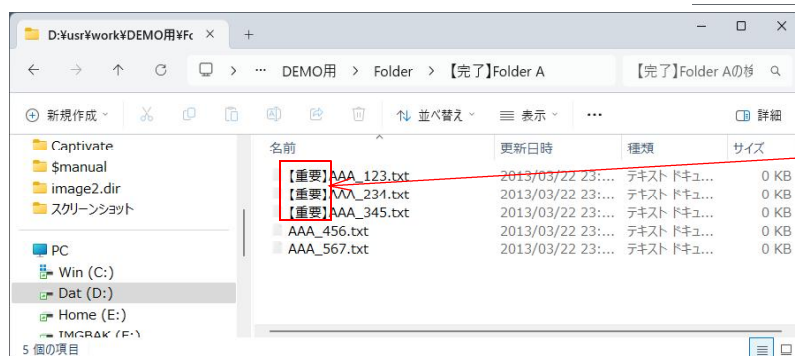 D:¥usr¥work¥DEMO用¥Fc
… DEMO用 > Folder > 【完了】Folder A
【完了】Folder Aの検
新規作成 並べ替え 表示 … 詳細
Captivate
$manual
image2.dir
スクリーンショット
PC
Win (C:)
Dat (D:)
Home (E:)
IMGBAK (F:)
名前 更新日時 種類 サイズ
【重要】AAA_123.txt 2013/03/22 23:... テキスト ドキュ... 0 KB
【重要】AAA_234.txt 2013/03/22 23:... テキスト ドキュ... 0 KB
【重要】AAA_345.txt 2013/03/22 23:... テキスト ドキュ... 0 KB
AAA_456.txt 2013/03/22 23:... テキスト ドキュ... 0 KB
AAA_567.txt 2013/03/22 23:... テキスト ドキュ... 0 KB
5 個の項目